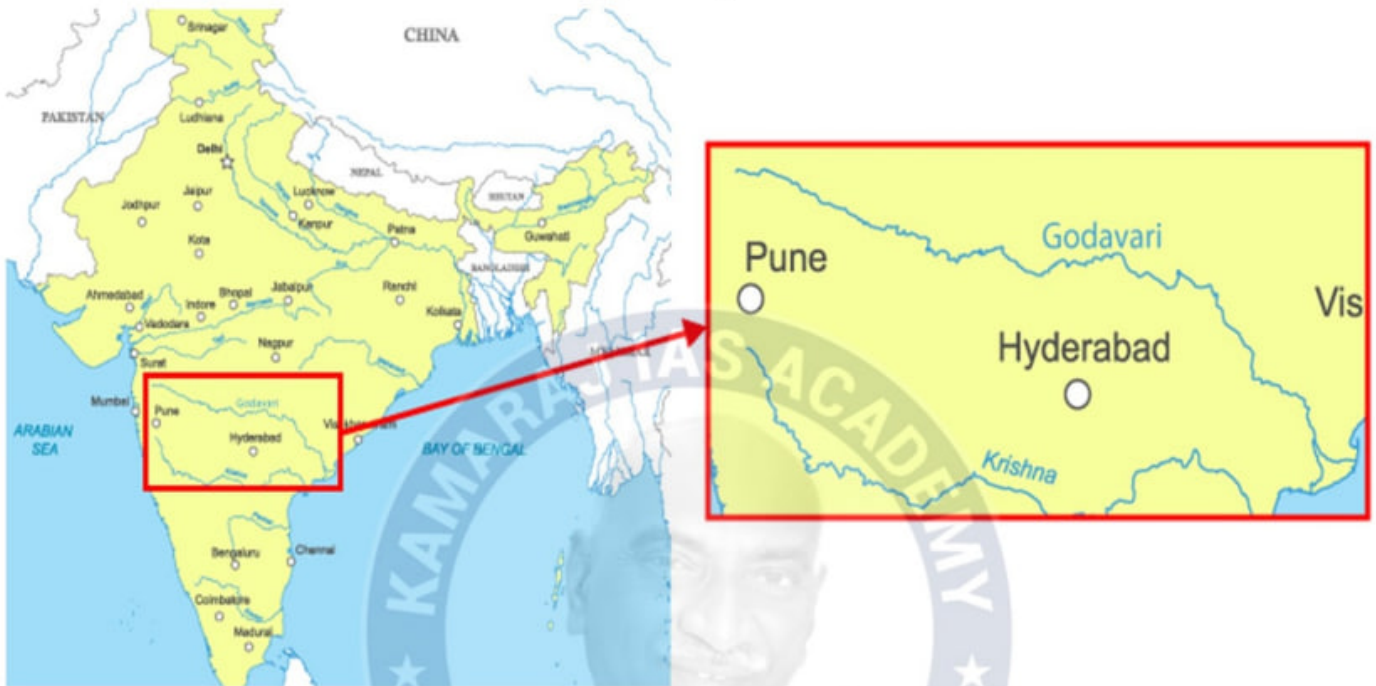 Srinagar
CHINA
PAKISTAN
Ludhiana
Delhi
NEPAL
BHUTAN
Jaipur
Lucknow
Jodhpur
Kanpur
Patna
Guwahati
Kota
BANGLADESH
Ahmedabad
Indore
Bhopal
Jabalpur
Ranchi
Kolkata
Vadodara
Nagpur
Surat
Mumbai
Pune
Godavari
Hyderabad
ARABIAN
SEA
BAY OF BENGAL
Bengaluru
Chennai
Coimbatore
Madurai
Godavari
Pune
Vis
Hyderabad
Krishna
KAMARAJ IAS ACADEMY